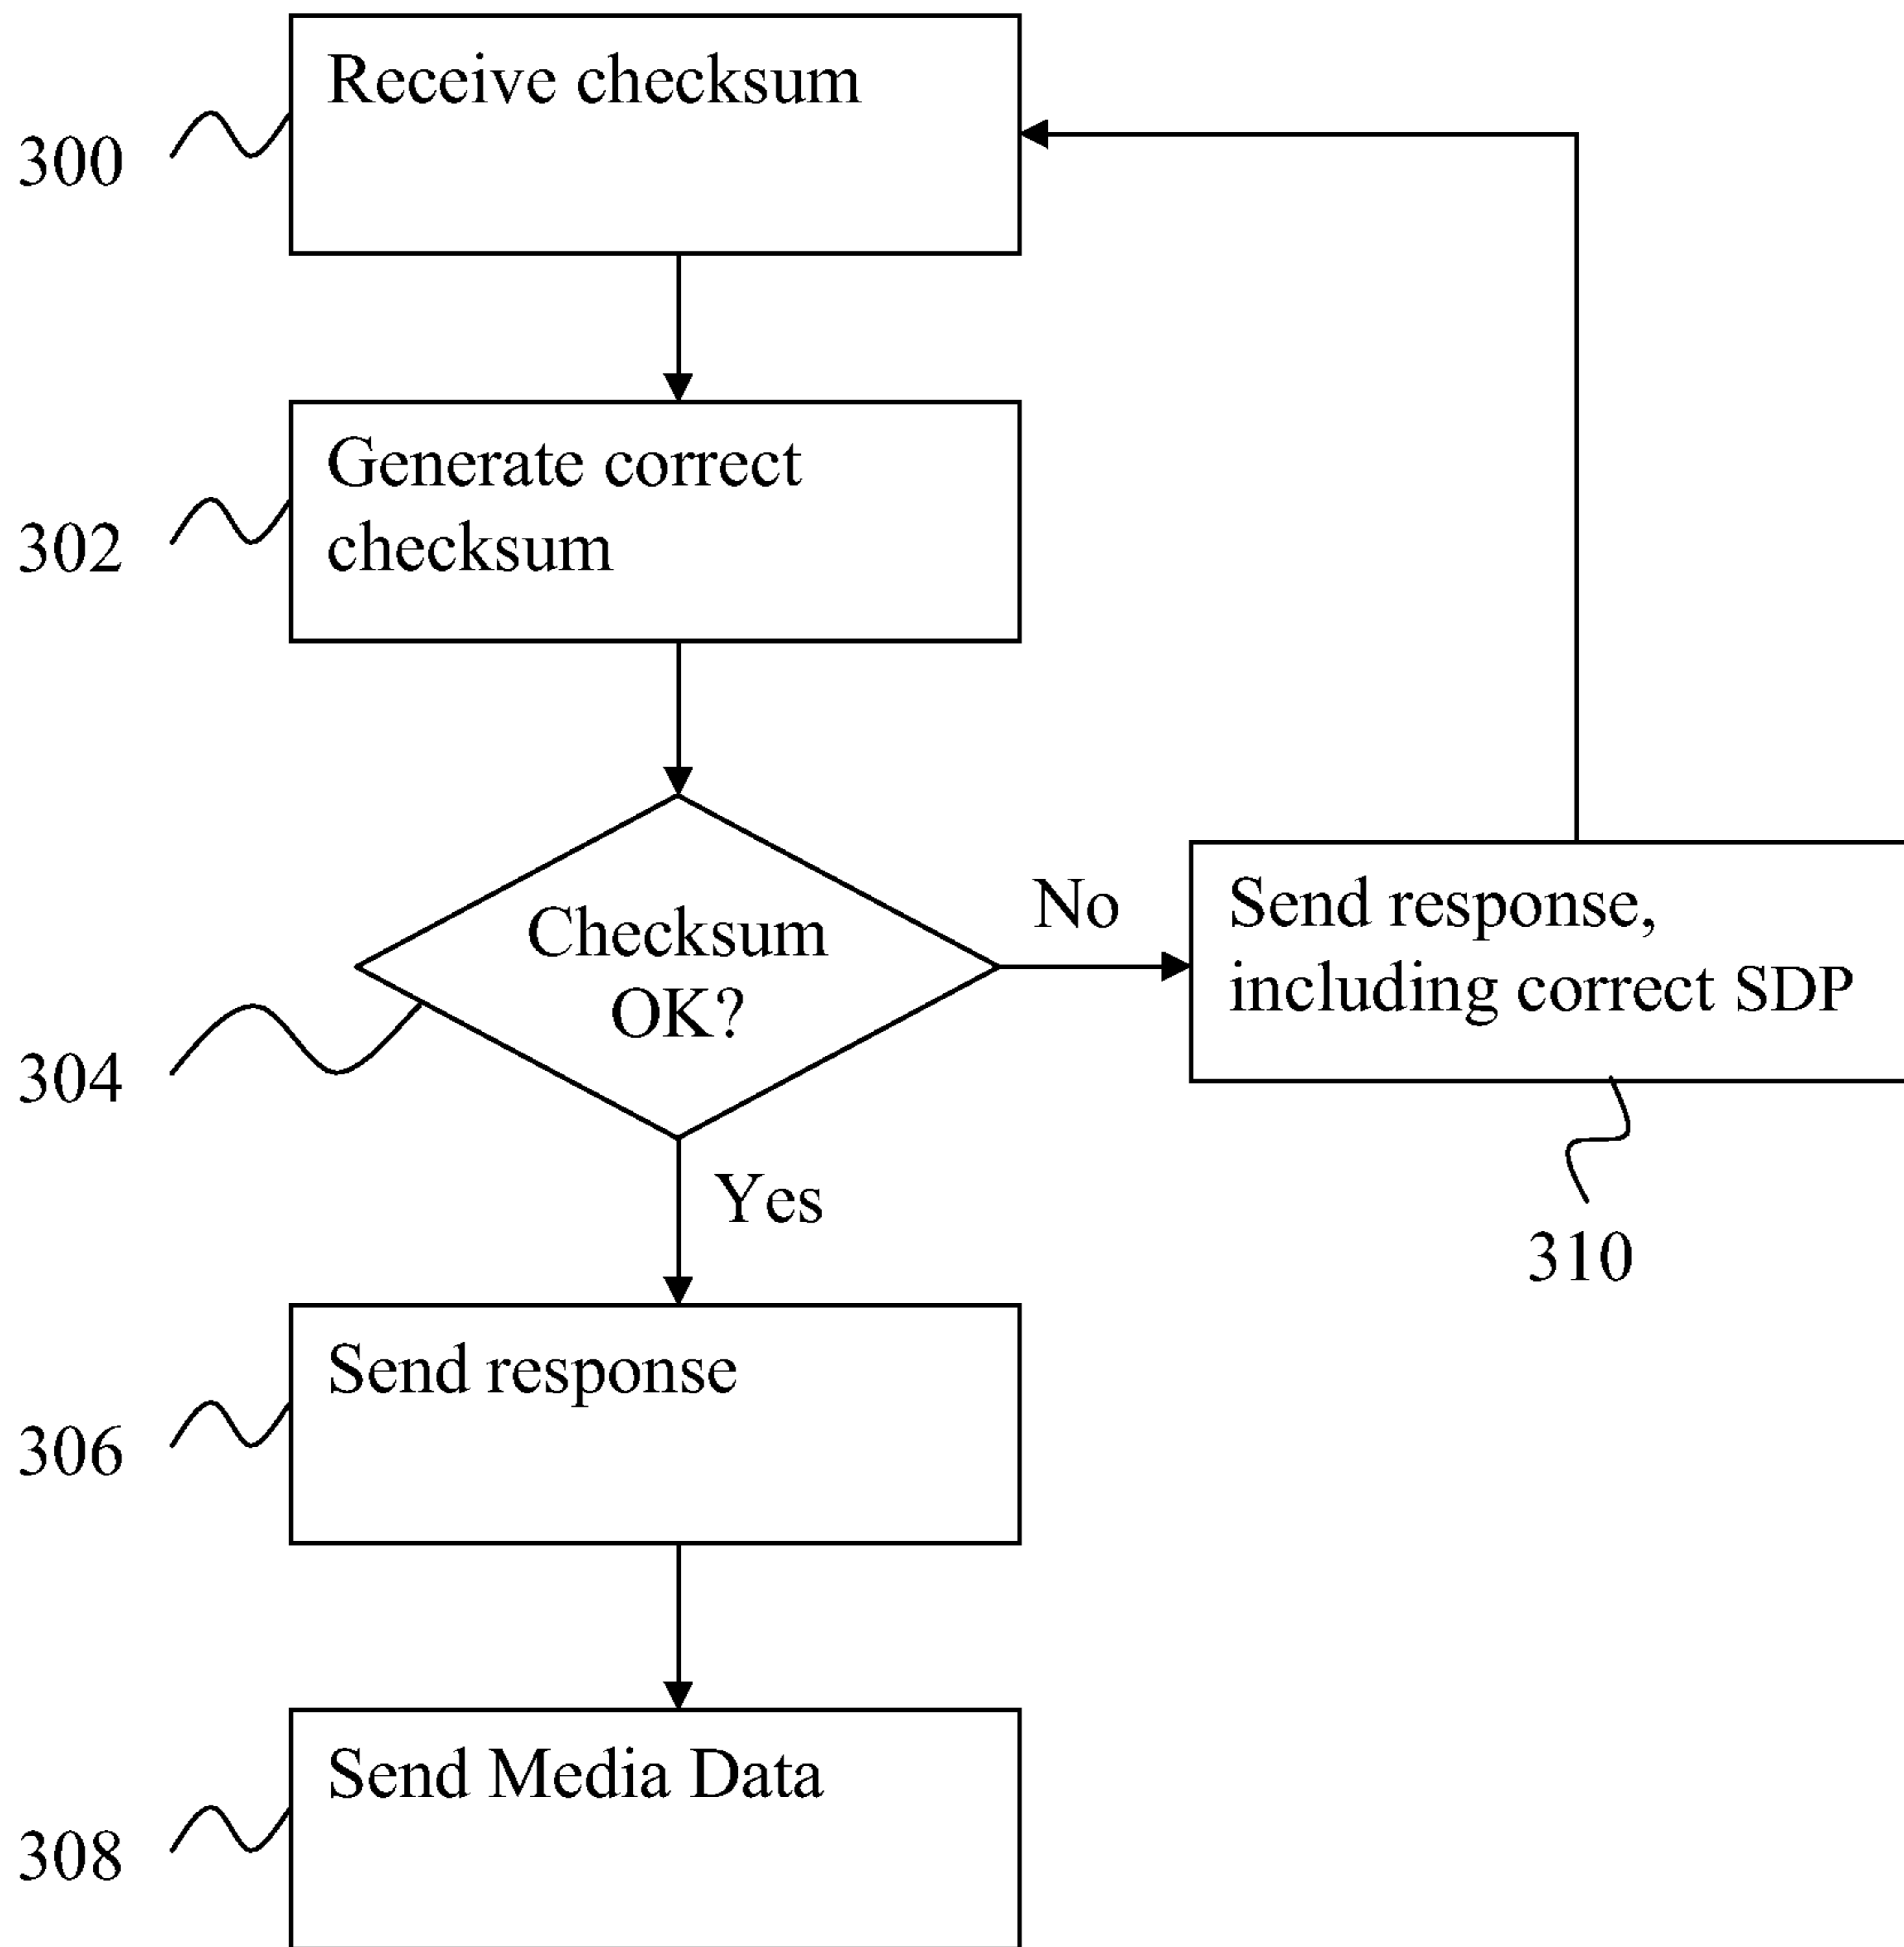 Receive checksum
300
Generate correct
checksum
302
Checksum
OK?
304
No
Send response,
including correct SDP
310
Yes
Send response
306
Send Media Data
308